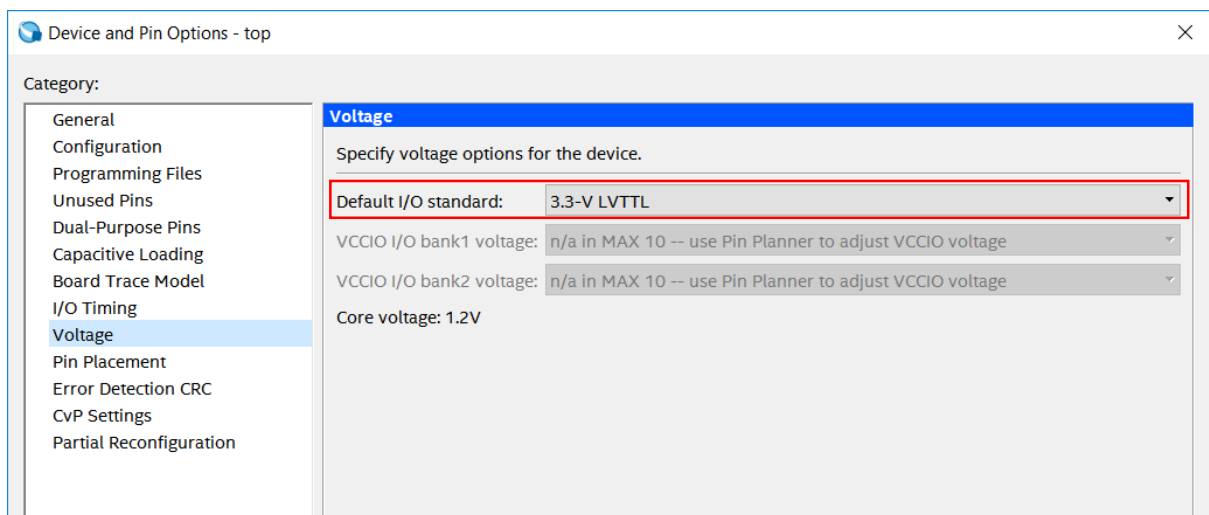 Device and Pin Options - top
Category:
General
Configuration
Programming Files
Unused Pins
Dual-Purpose Pins
Capacitive Loading
Board Trace Model
I/O Timing
Voltage
Pin Placement
Error Detection CRC
CvP Settings
Partial Reconfiguration
Voltage
Specify voltage options for the device.
Default I/O standard: 3.3-V LVTTL
VCCIO I/O bank1 voltage: n/a in MAX 10 -- use Pin Planner to adjust VCCIO voltage
VCCIO I/O bank2 voltage: n/a in MAX 10 -- use Pin Planner to adjust VCCIO voltage
Core voltage: 1.2V